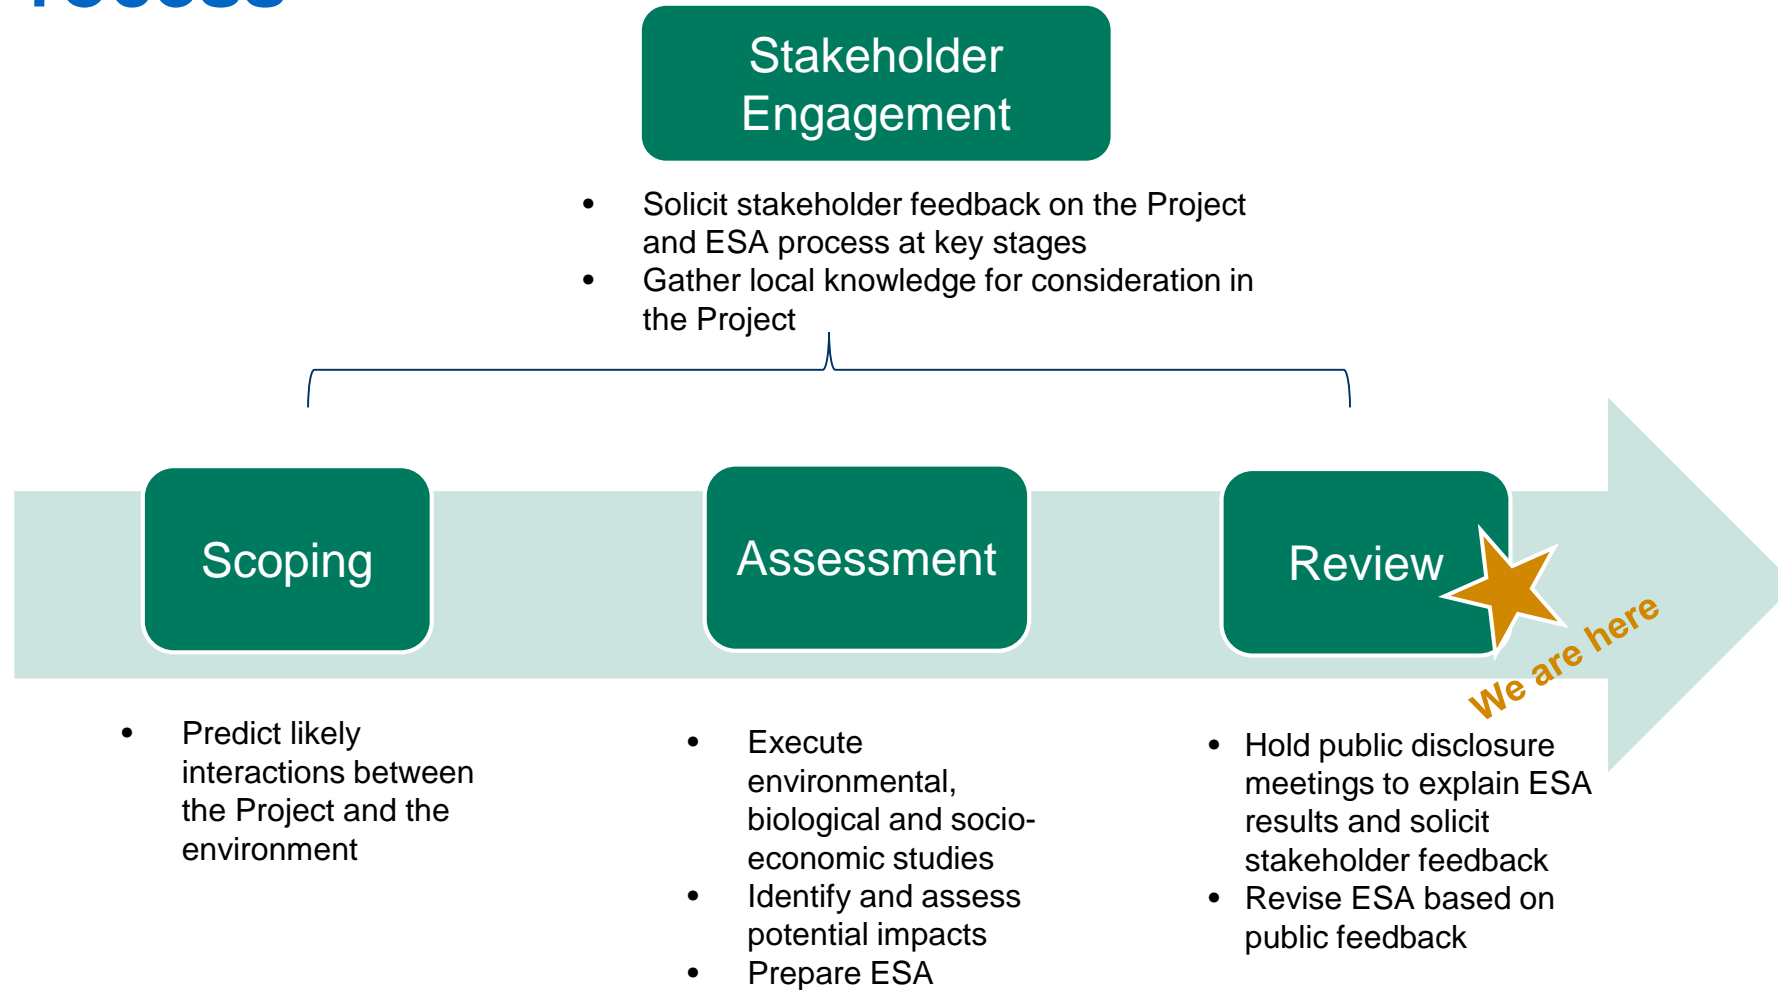 Stakeholder
Engagement
• Solicit stakeholder feedback on the Project
and ESA process at key stages
• Gather local knowledge for consideration in
the Project
Scoping
Assessment
Review
We are here
• Predict likely
interactions between
the Project and the
environment
• Execute
environmental,
biological and socio-
economic studies
• Identify and assess
potential impacts
• Prepare ESA
• Hold public disclosure
meetings to explain ESA
results and solicit
stakeholder feedback
• Revise ESA based on
public feedback